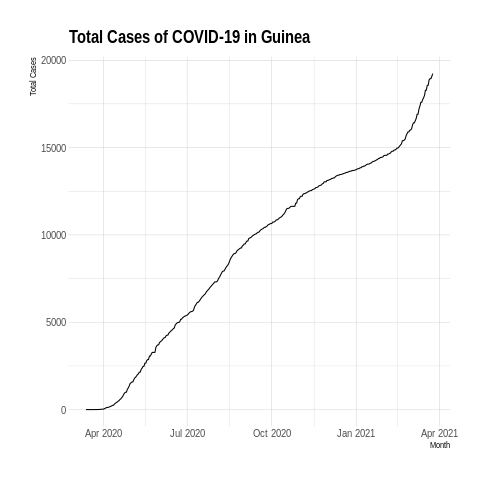 Total Cases of COVID-19 in Guinea
Total Cases
20000
15000
10000
5000
0
Apr 2020 Jul 2020 Oct 2020 Jan 2021 Apr 2021
Month